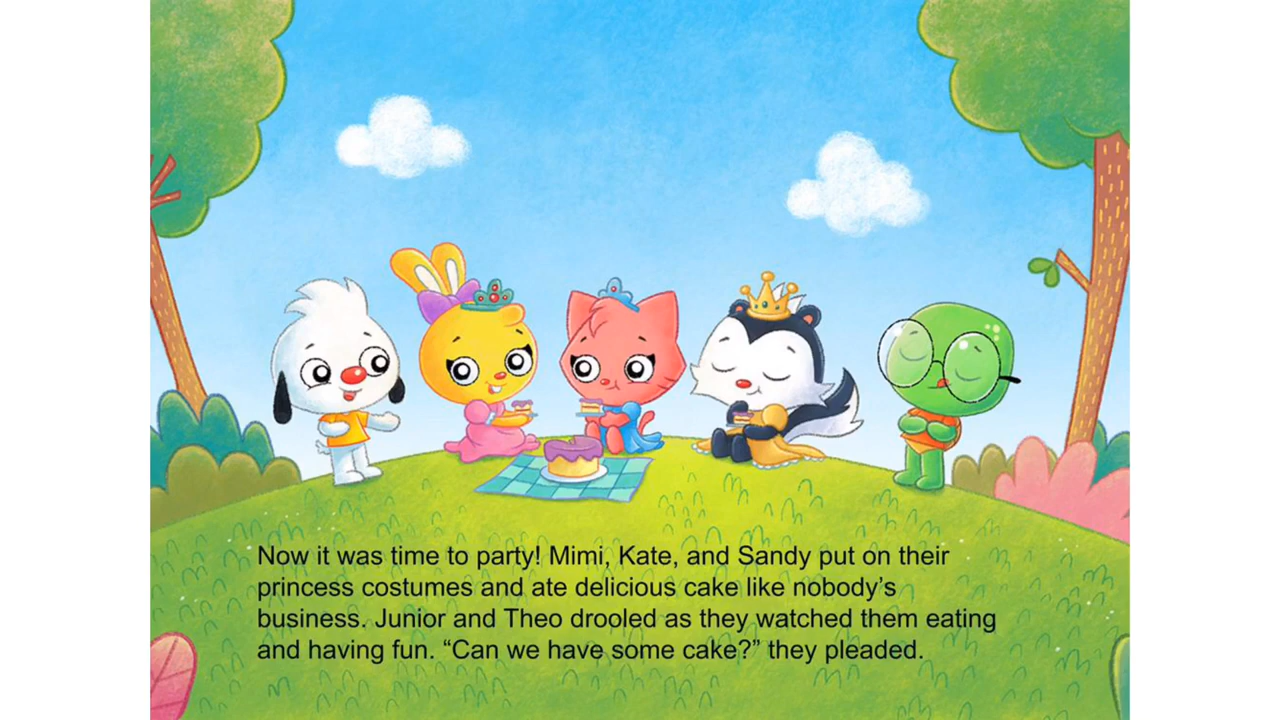 Now it was time to party! Mimi, Kate, and Sandy put on their
princess costumes and ate delicious cake like nobody’s
business. Junior and Theo drooled as they watched them eating
and having fun. “Can we have some cake?” they pleaded.